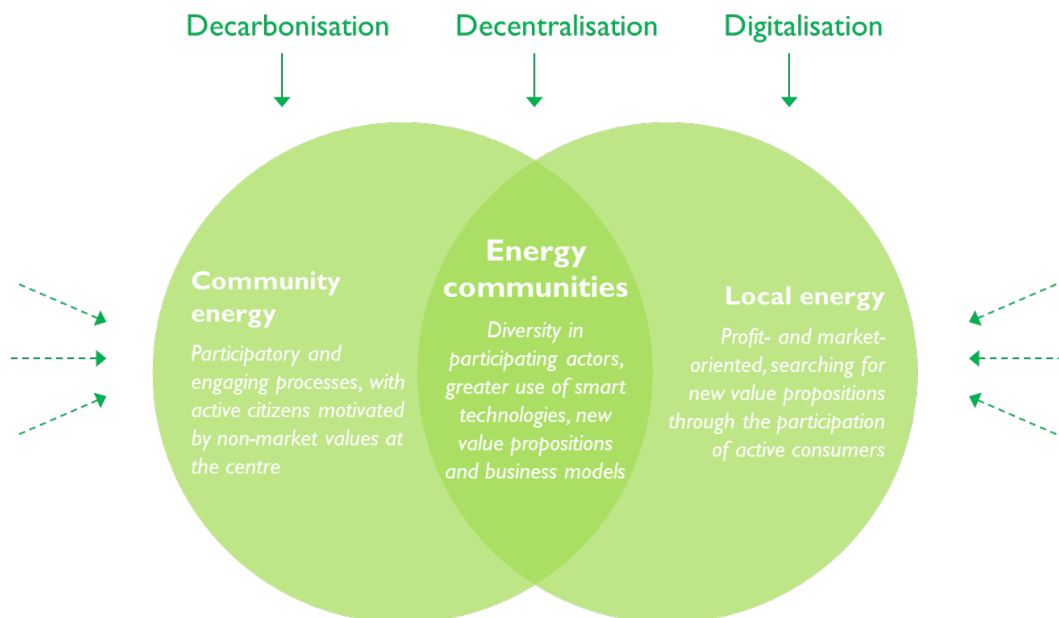 Decarbonisation
Decentralisation
Digitalisation
Community
energy
Participatory and
engaging processes, with
active citizens motivated
by non-market values at
the centre
Energy
communities
Diversity in
participating actors,
greater use of smart
technologies, new
value propositions
and business models
Local energy
Profit- and market-
oriented, searching for
new value propositions
through the participation
of active consumers